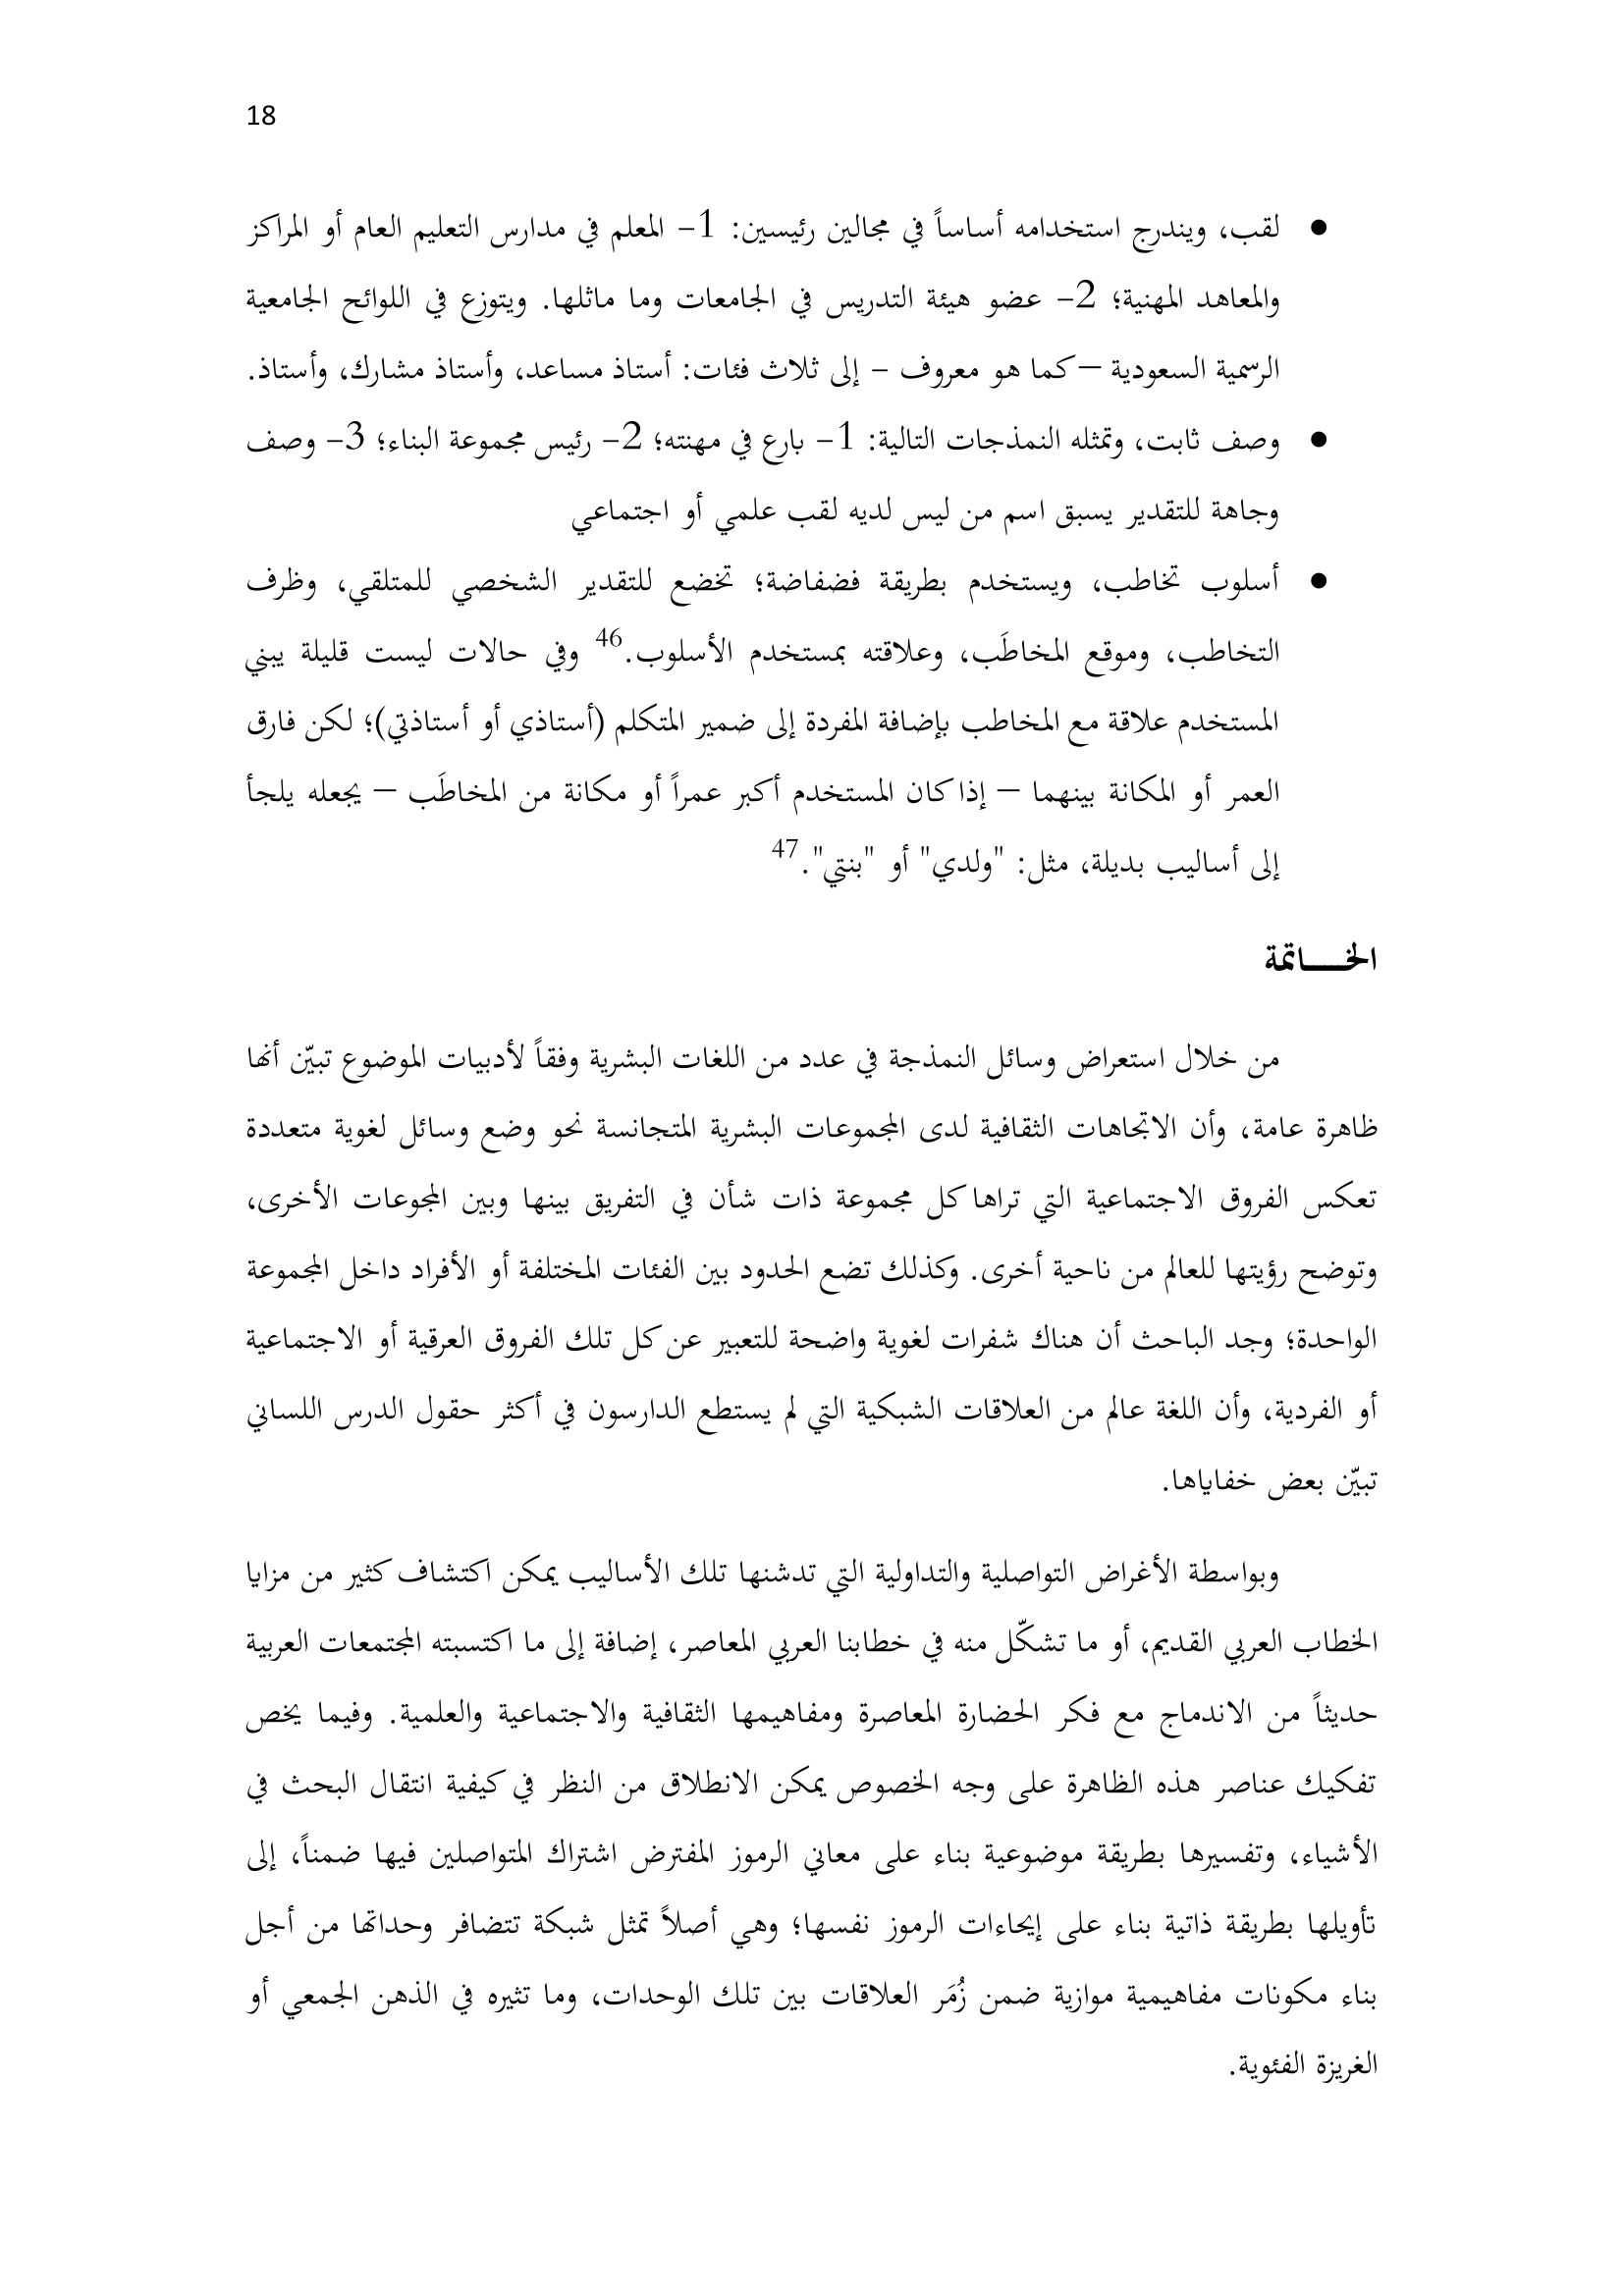 18
● لقب، ويندرج استخدامه أساساً في مجالين رئيسين: 1- المعلم في مدارس التعليم العام أو المراكز
والمعاهد المهنية؛ 2- عضو هيئة التدريس في الجامعات وما ماثلها. ويتوزع في اللوائح الجامعية
الرسمية السعودية – كما هو معروف - إلى ثلاث فئات: أستاذ مساعد، وأستاذ مشارك، وأستاذ.
● وصف ثابت، وتمثله النمذجات التالية: 1- بارع في مهنته؛ 2- رئيس مجموعة البناء؛ 3- وصف
وجاهة للتقدير يسبق اسم من ليس لديه لقب علمي أو اجتماعي
● أسلوب تخاطب، ويستخدم بطريقة فضفاضة؛ تخضع للتقدير الشخصي للمتلقي، وظرف
التخاطب، وموقع المخاطَب، وعلاقته بمستخدم الأسلوب.46 وفي حالات ليست قليلة يبني
المستخدم علاقة مع المخاطب بإضافة المفردة إلى ضمير المتكلم (أستاذي أو أستاذتي)؛ لكن فارق
العمر أو المكانة بينهما – إذا كان المستخدم أكبر عمراً أو مكانة من المخاطَب – يجعله يلجأ
إلى أساليب بديلة، مثل: "ولدي" أو "بنتي".47
الخـــــاتمة
من خلال استعراض وسائل النمذجة في عدد من اللغات البشرية وفقاً لأدبيات الموضوع تبيّن أنها
ظاهرة عامة، وأن الاتجاهات الثقافية لدى المجموعات البشرية المتجانسة نحو وضع وسائل لغوية متعددة
تعكس الفروق الاجتماعية التي تراها كل مجموعة ذات شأن في التفريق بينها وبين المجوعات الأخرى،
وتوضح رؤيتها للعالم من ناحية أخرى. وكذلك تضع الحدود بين الفئات المختلفة أو الأفراد داخل المجموعة
الواحدة؛ وجد الباحث أن هناك شفرات لغوية واضحة للتعبير عن كل تلك الفروق العرقية أو الاجتماعية
أو الفردية، وأن اللغة عالم من العلاقات الشبكية التي لم يستطع الدارسون في أكثر حقول الدرس اللساني
تبيّن بعض خفاياها.
وبواسطة الأغراض التواصلية والتداولية التي تدشنها تلك الأساليب يمكن اكتشاف كثير من مزايا
الخطاب العربي القديم، أو ما تشكّل منه في خطابنا العربي المعاصر، إضافة إلى ما اكتسبته المجتمعات العربية
حديثاً من الاندماج مع فكر الحضارة المعاصرة ومفاهيمها الثقافية والاجتماعية والعلمية. وفيما يخص
تفكيك عناصر هذه الظاهرة على وجه الخصوص يمكن الانطلاق من النظر في كيفية انتقال البحث في
الأشياء، وتفسيرها بطريقة موضوعية بناء على معاني الرموز المفترض اشتراك المتواصلين فيها ضمناً، إلى
تأويلها بطريقة ذاتية بناء على إيحاءات الرموز نفسها؛ وهي أصلاً تمثل شبكة تتضافر وحداتها من أجل
بناء مكونات مفاهيمية موازية ضمن زُمَر العلاقات بين تلك الوحدات، وما تثيره في الذهن الجمعي أو
الغريزة الفئوية.